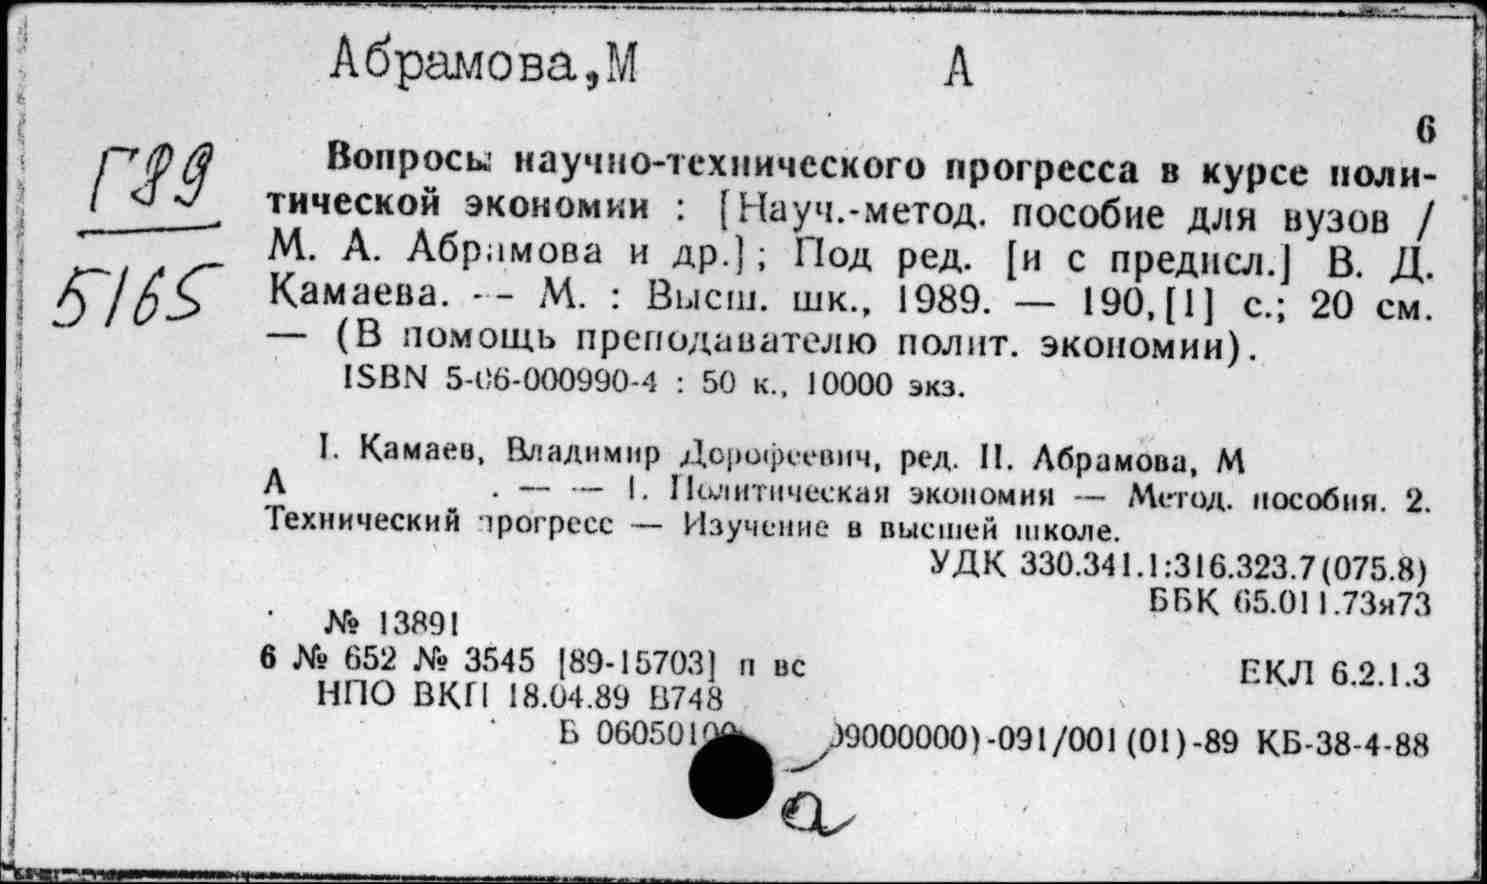 Абрамова,М А
6
Г89
5165
Вопросы научно-технического прогресса в курсе поли-
тической экономии : [Науч.-метод. пособие для вузов /
М. А. Абрамова и др.] ; Под ред. [и с предисл.] В. Д.
Камаева. -- М. : Высш. шк., 1989. — 190,[1] с.; 20 см.
— (В помощь преподавателю полит. экономии).
ISBN 5-06-000990-4 : 50 к., 10000 экз.
I. Камаев, Владимир Дорофеевич, ред. II. Абрамова, М
А . — — 1. Политическая экономия — Метод. пособия. 2.
Технический прогресс — Изучение в высшей школе.
УДК 330.341.1:316.323.7(075.8)
ББК 65.011.73я73
№ 13891
6 № 652 № 3545 [89-15703] п вс
ЕКЛ 6.2.1.3
НПО ВКП 18.04.89 В748
Б 0605010 09000000)-091/001(01)-89 КБ-38-4-88
а